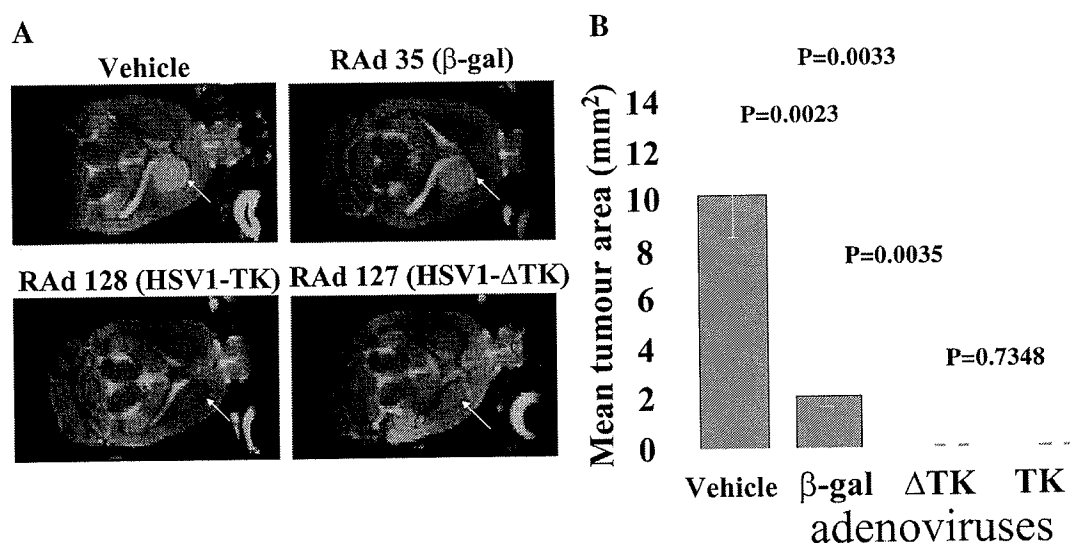 A
Vehicle
RAd 35 (β-gal)
RAd 128 (HSV1-TK)
RAd 127 (HSV1-ΔTK)
B
P=0.0033
P=0.0023
P=0.0035
P=0.7348
Mean tumour area (mm²)
14
12
10
8
6
4
2
0
Vehicle β-gal ΔTK TK
adenoviruses